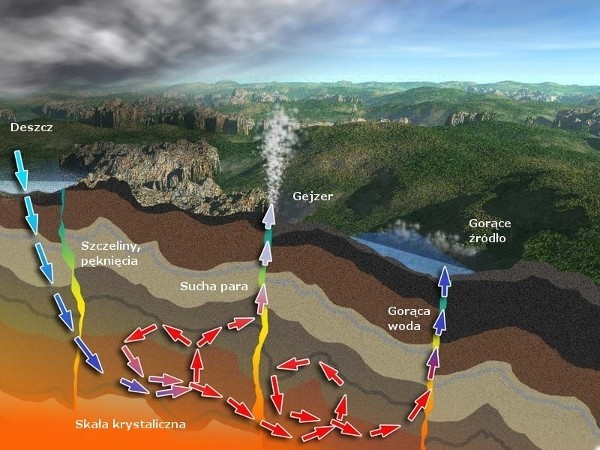 Deszcz
Gejzer
Gorące
źródło
Szczeliny,
pęknięcia
Sucha para
Gorąca
woda
Skała krystaliczna